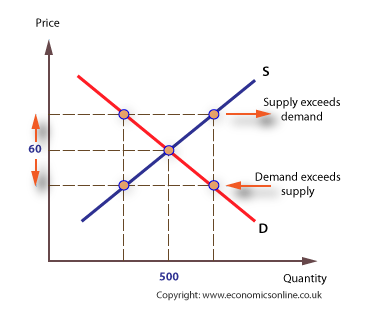 Price
S
Supply exceeds
demand
60
Demand exceeds
supply
D
500
Quantity
Copyright: www.economicsonline.co.uk